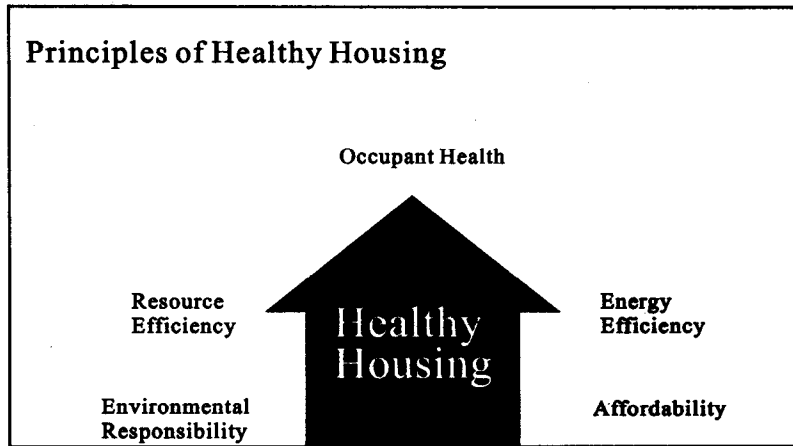 Principles of Healthy Housing
Occupant Health
Resource
Efficiency
Energy
Efficiency
Healthy
Housing
Environmental
Responsibility
Affordability